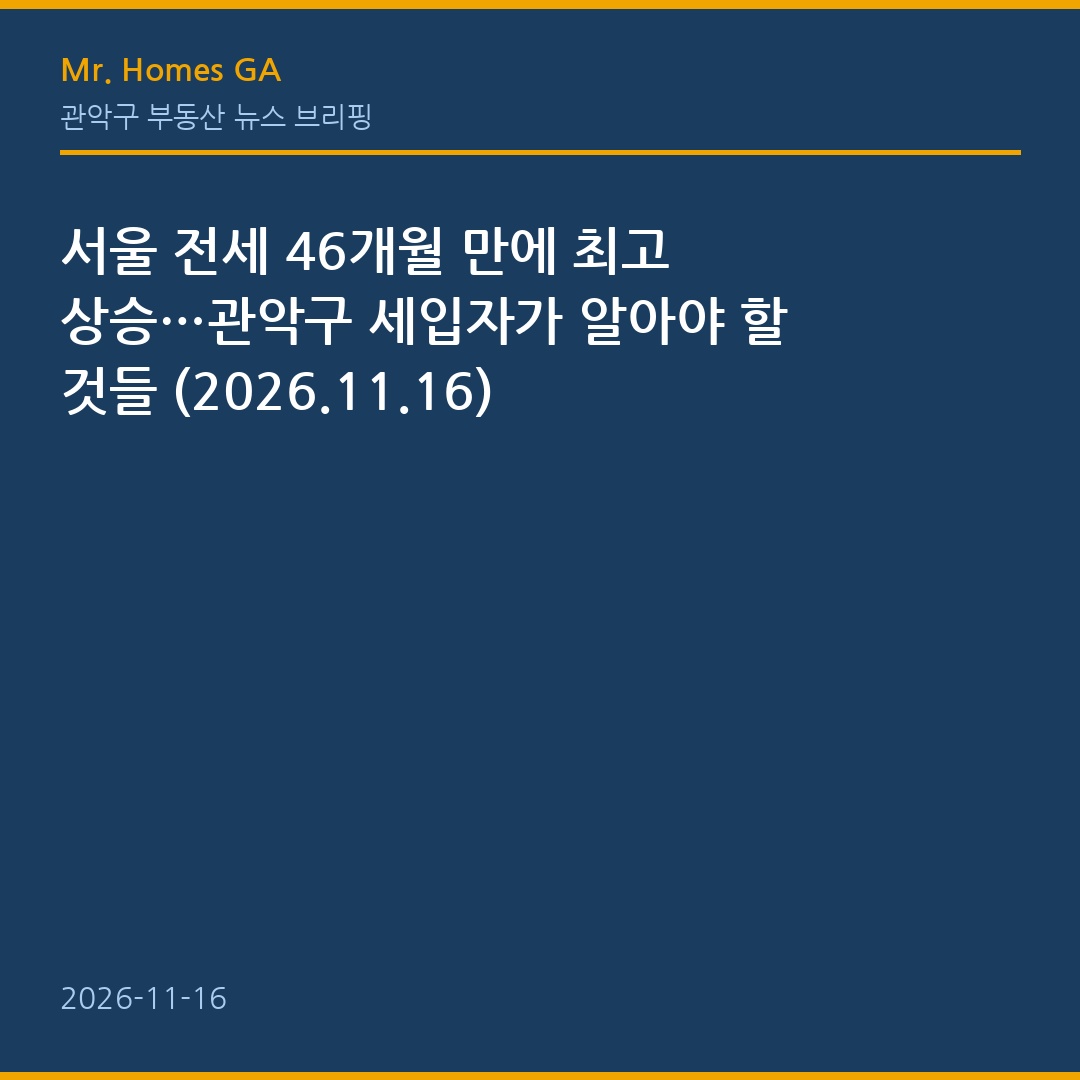 Mr. Homes GA
관악구 부동산 뉴스 브리핑
서울 전세 46개월 만에 최고
상승…관악구 세입자가 알아야 할
것들 (2026.11.16)
2026-11-16